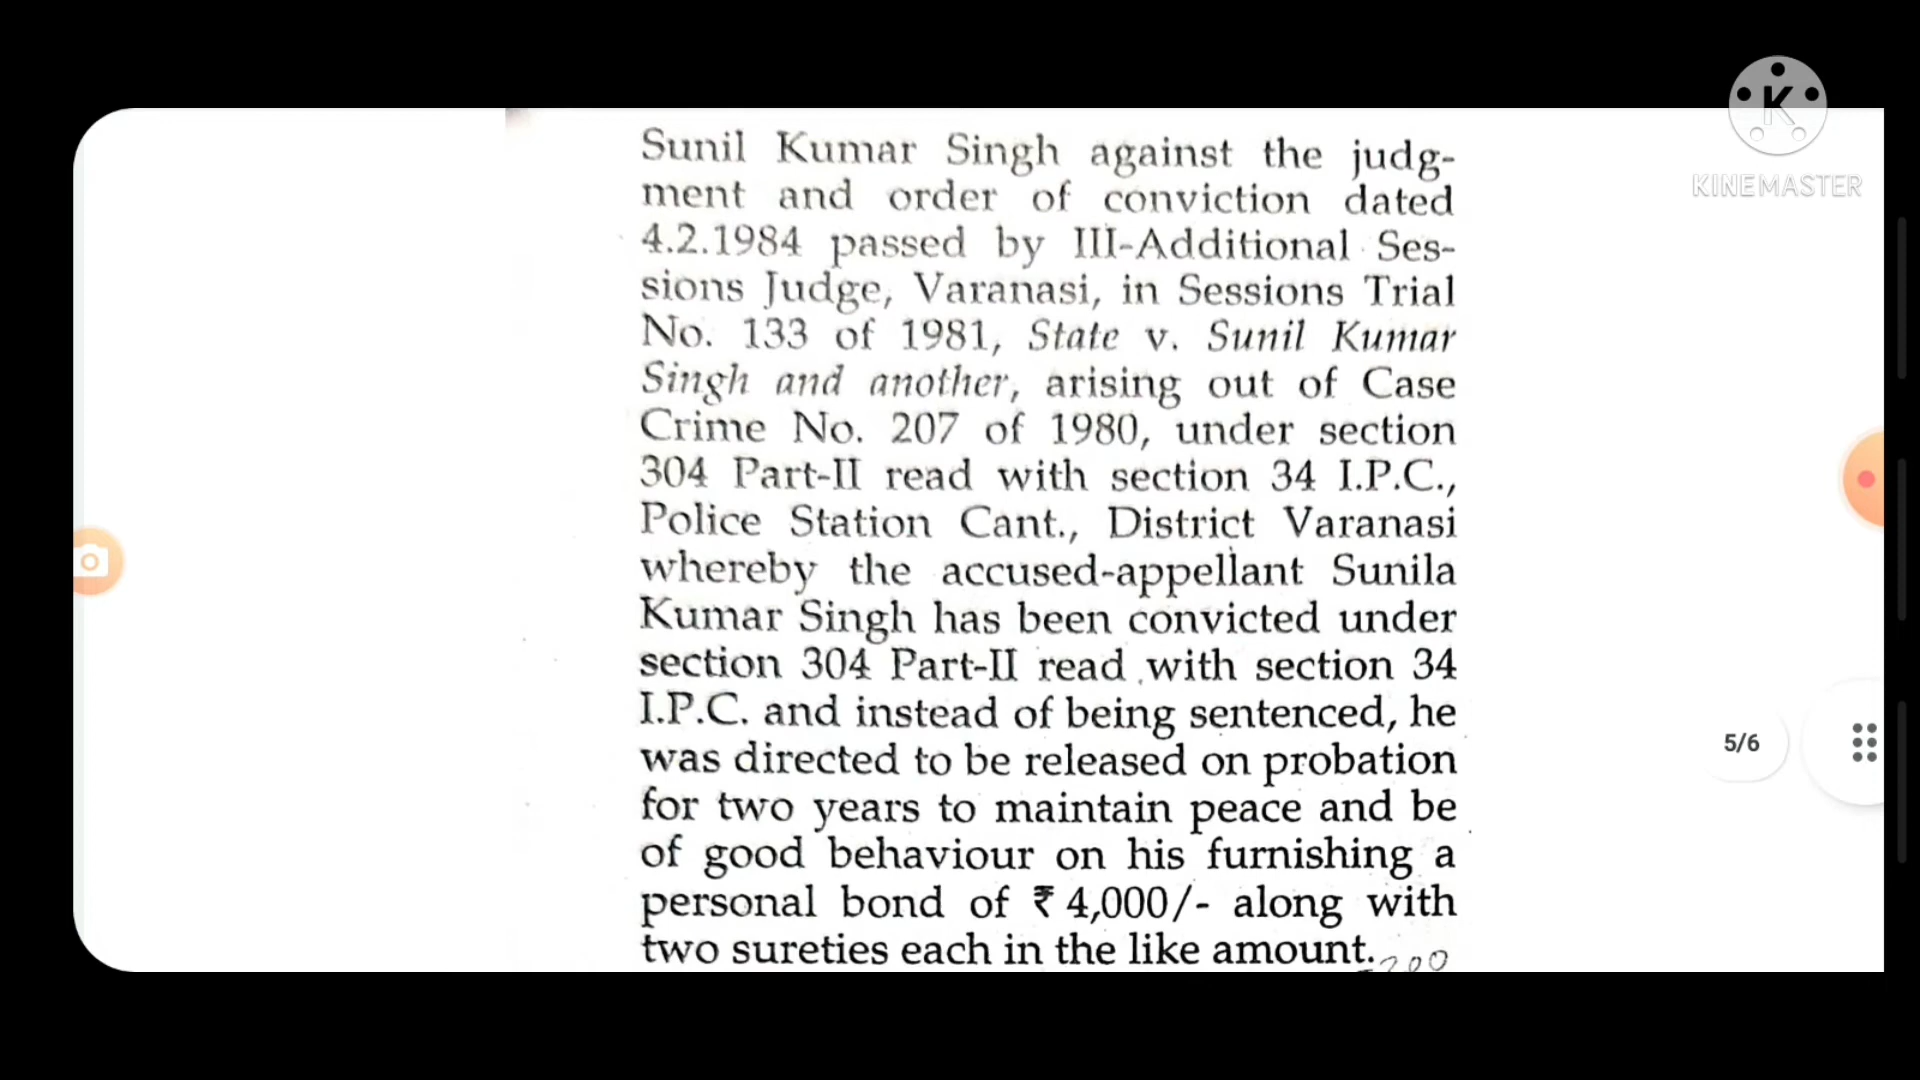 Sunil Kumar Singh against the judg-
ment and order of conviction dated
4.2.1984 passed by III-Additional Ses-
sions Judge, Varanasi, in Sessions Trial
No. 133 of 1981, State v. Sunil Kumar
Singh and another, arising out of Case
Crime No. 207 of 1980, under section
304 Part-II read with section 34 I.P.C.,
Police Station Cant., District Varanasi
whereby the accused-appellant Sunila
Kumar Singh has been convicted under
section 304 Part-II read with section 34
I.P.C. and instead of being sentenced, he
was directed to be released on probation
for two years to maintain peace and be
of good behaviour on his furnishing a
personal bond of ₹ 4,000/- along with
two sureties each in the like amount.
K
KINEMASTER
5/6